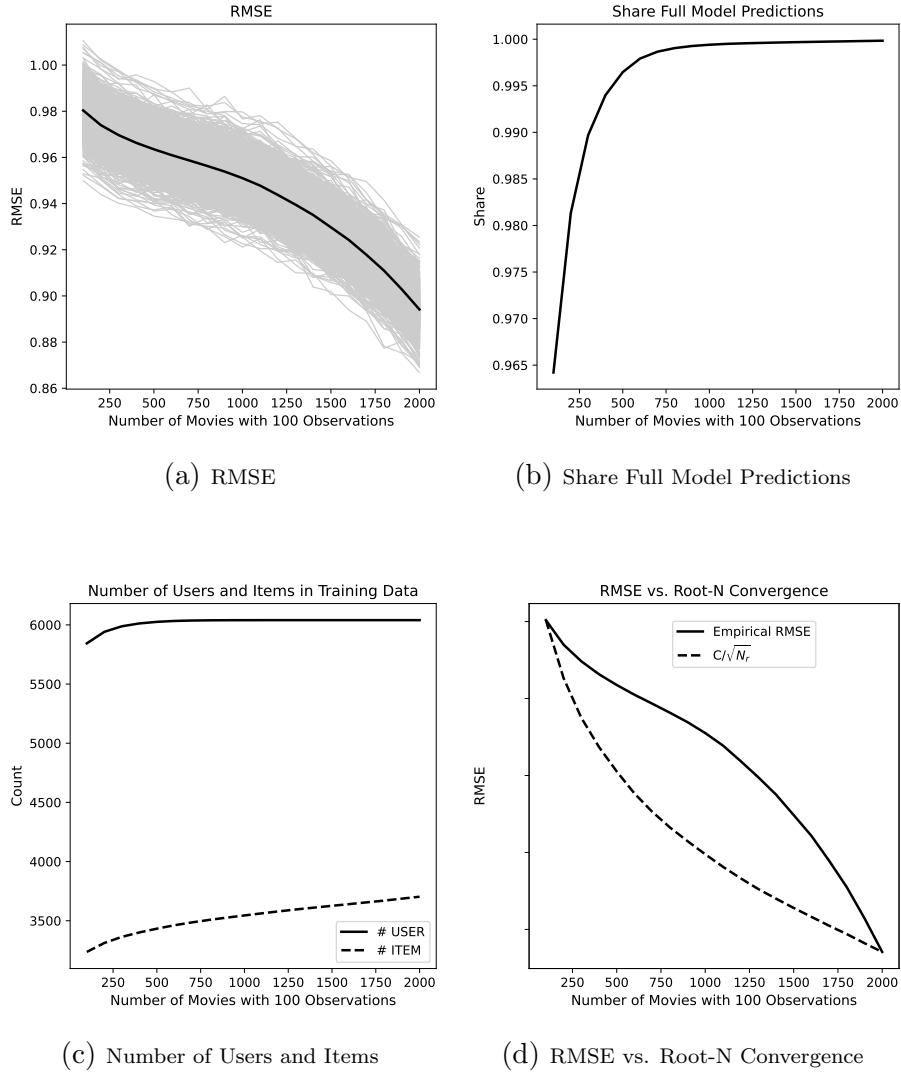 RMSE
1.00
0.98
0.96
0.94
0.92
0.90
0.88
0.86
RMSE
250 500 750 1000 1250 1500 1750 2000
Number of Movies with 100 Observations
(a) RMSE
Share Full Model Predictions
1.000
0.995
0.990
0.985
0.980
0.975
0.970
0.965
Share
250 500 750 1000 1250 1500 1750 2000
Number of Movies with 100 Observations
(b) Share Full Model Predictions
Number of Users and Items in Training Data
6000
5500
5000
4500
4000
3500
Count
# USER
# ITEM
250 500 750 1000 1250 1500 1750 2000
Number of Movies with 100 Observations
(c) Number of Users and Items
RMSE vs. Root-N Convergence
Empirical RMSE
C/√N_r
RMSE
250 500 750 1000 1250 1500 1750 2000
Number of Movies with 100 Observations
(d) RMSE vs. Root-N Convergence